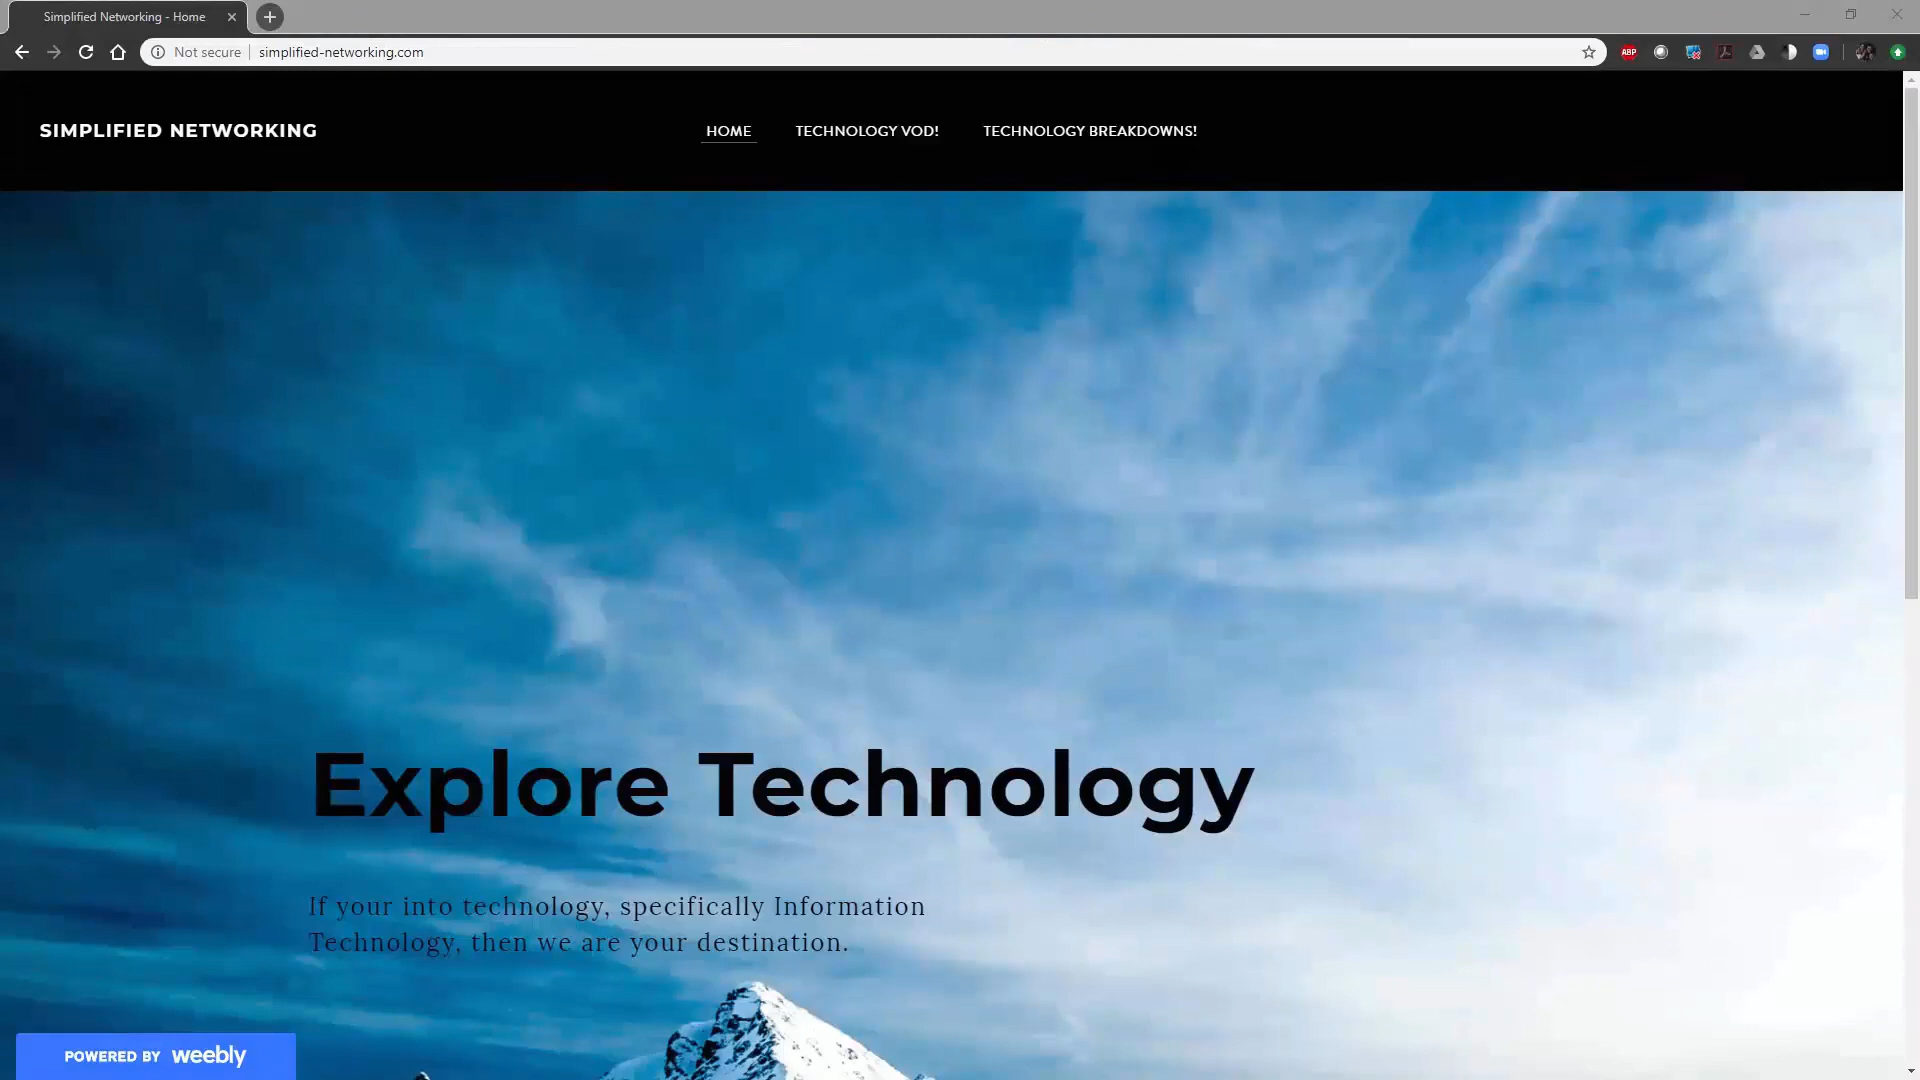 Simplified Networking - Home
Not secure simplified-networking.com
ABP
SIMPLIFIED NETWORKING
HOME TECHNOLOGY VOD! TECHNOLOGY BREAKDOWNS!
Explore Technology
If your into technology, specifically Information
Technology, then we are your destination.
POWERED BY weebly